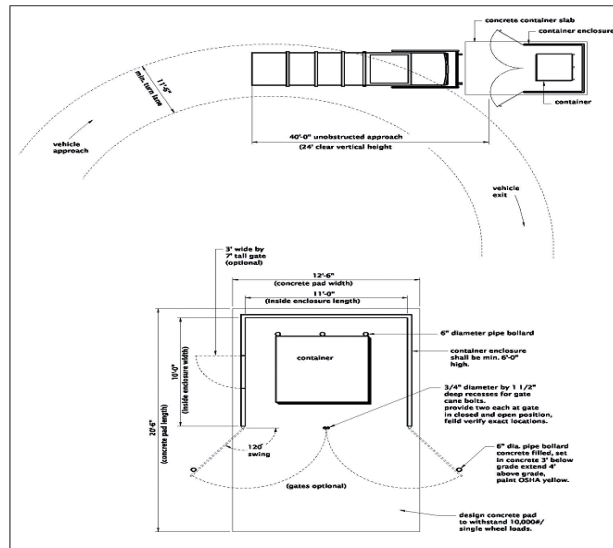 concrete container slab
container enclosure
11'-6"
min. turn lane
container
40'-0" unobstructed approach
(24' clear vertical height
vehicle
approach
vehicle
exit
3' wide by
7' tall gate
(optional)
12'-6"
(concrete pad width)
11'-0"
(inside enclosure length)
6" diameter pipe bollard
container
container enclosure
shall be min. 6'-0"
high.
10'-0"
(inside enclosure width)
20'-6"
(concrete pad length)
3/4" diameter by 1 1/2"
deep recesses for gate
cane bolts.
provide two each at gate
in closed and open position,
feild verify exact locations.
120°
swing
6" dia. pipe bollard
concrete filled, set
in concrete 3' below
grade extend 4'
above grade,
paint OSHA yellow.
(gates optional)
design concrete pad
to withstand 10,000#/
single wheel loads.